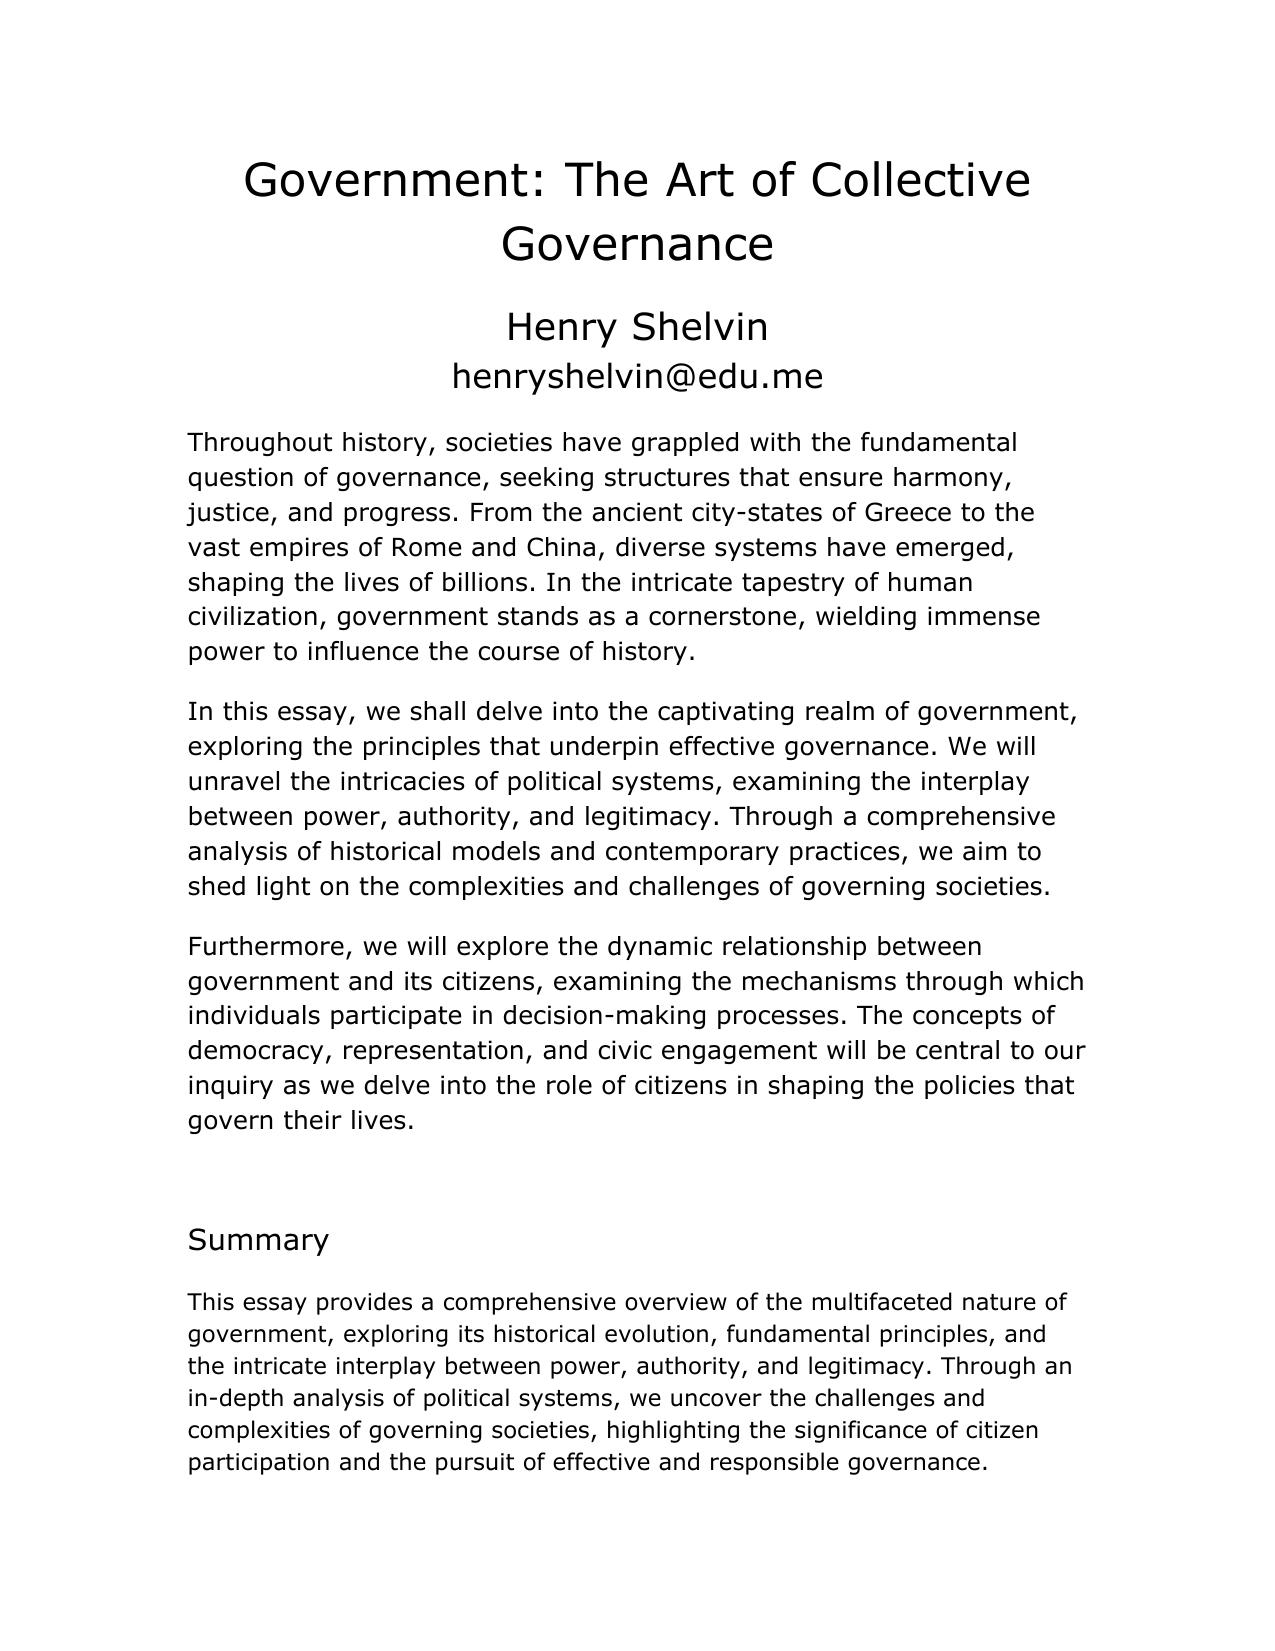 Government: The Art of Collective
Governance
Henry Shelvin
henryshelvin@edu.me
Throughout history, societies have grappled with the fundamental
question of governance, seeking structures that ensure harmony,
justice, and progress. From the ancient city-states of Greece to the
vast empires of Rome and China, diverse systems have emerged,
shaping the lives of billions. In the intricate tapestry of human
civilization, government stands as a cornerstone, wielding immense
power to influence the course of history.
In this essay, we shall delve into the captivating realm of government,
exploring the principles that underpin effective governance. We will
unravel the intricacies of political systems, examining the interplay
between power, authority, and legitimacy. Through a comprehensive
analysis of historical models and contemporary practices, we aim to
shed light on the complexities and challenges of governing societies.
Furthermore, we will explore the dynamic relationship between
government and its citizens, examining the mechanisms through which
individuals participate in decision-making processes. The concepts of
democracy, representation, and civic engagement will be central to our
inquiry as we delve into the role of citizens in shaping the policies that
govern their lives.
Summary
This essay provides a comprehensive overview of the multifaceted nature of
government, exploring its historical evolution, fundamental principles, and
the intricate interplay between power, authority, and legitimacy. Through an
in-depth analysis of political systems, we uncover the challenges and
complexities of governing societies, highlighting the significance of citizen
participation and the pursuit of effective and responsible governance.